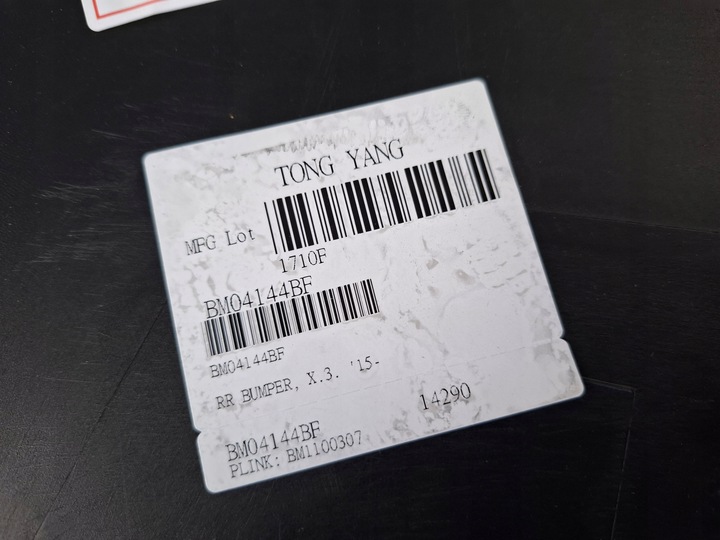 TONG YANG
MFG Lot
1710F
BM04144BF
BM04144BF
RR BUMPER, X.3. '15-
14290
BM04144BF
PLINK: BM1100307